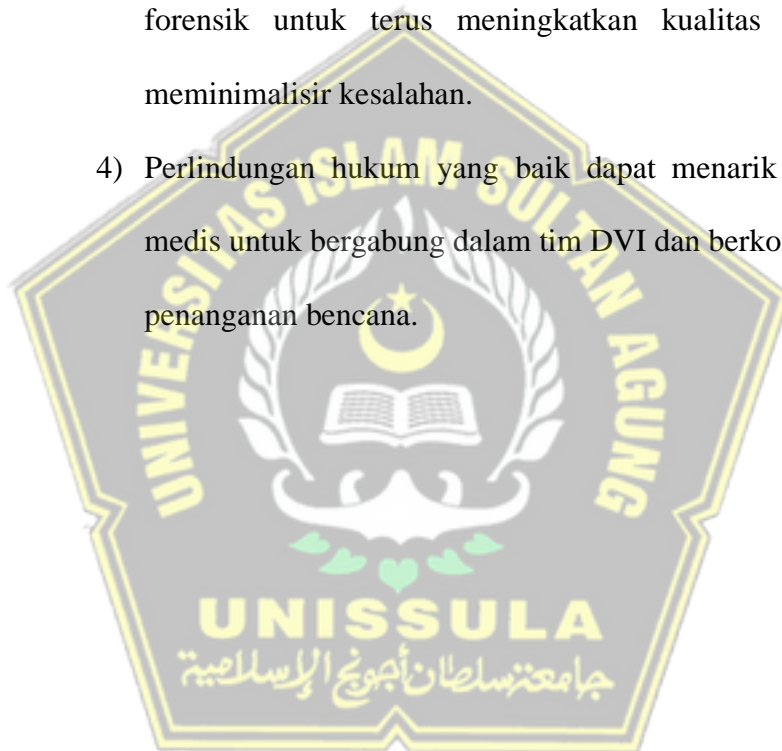 forensik untuk terus meningkatkan kualitas
meminimalisir kesalahan.
4) Perlindungan hukum yang baik dapat menarik
medis untuk bergabung dalam tim DVI dan berko
penanganan bencana.
UNIVERSITAS ISLAM SULTAN AGUNG
UNISSULA
جامعة سلطان أجونج الإسلامية